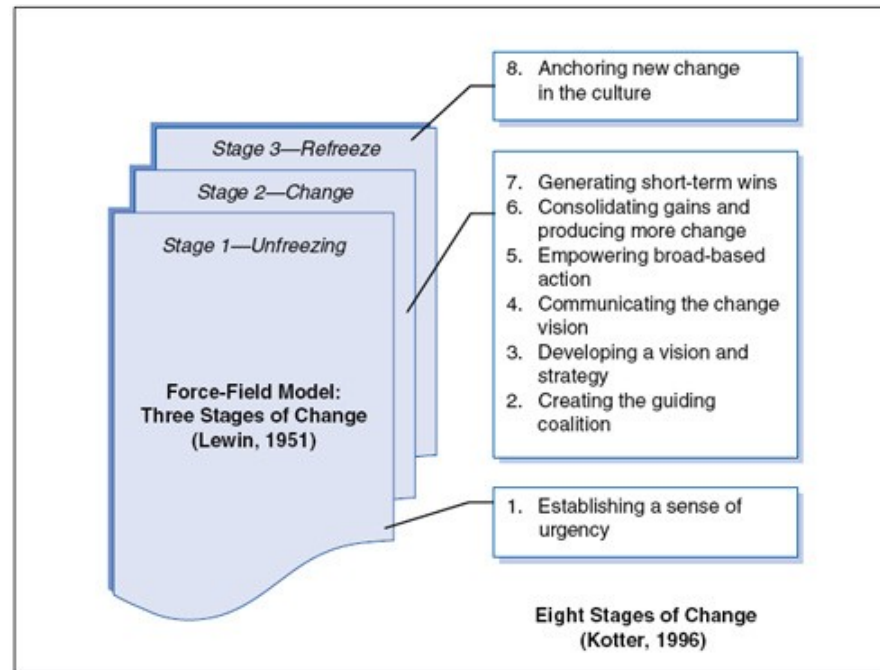 Stage 3—Refreeze
Stage 2—Change
Stage 1—Unfreezing
Force-Field Model:
Three Stages of Change
(Lewin, 1951)
8. Anchoring new change
in the culture
7. Generating short-term wins
6. Consolidating gains and
producing more change
5. Empowering broad-based
action
4. Communicating the change
vision
3. Developing a vision and
strategy
2. Creating the guiding
coalition
1. Establishing a sense of
urgency
Eight Stages of Change
(Kotter, 1996)